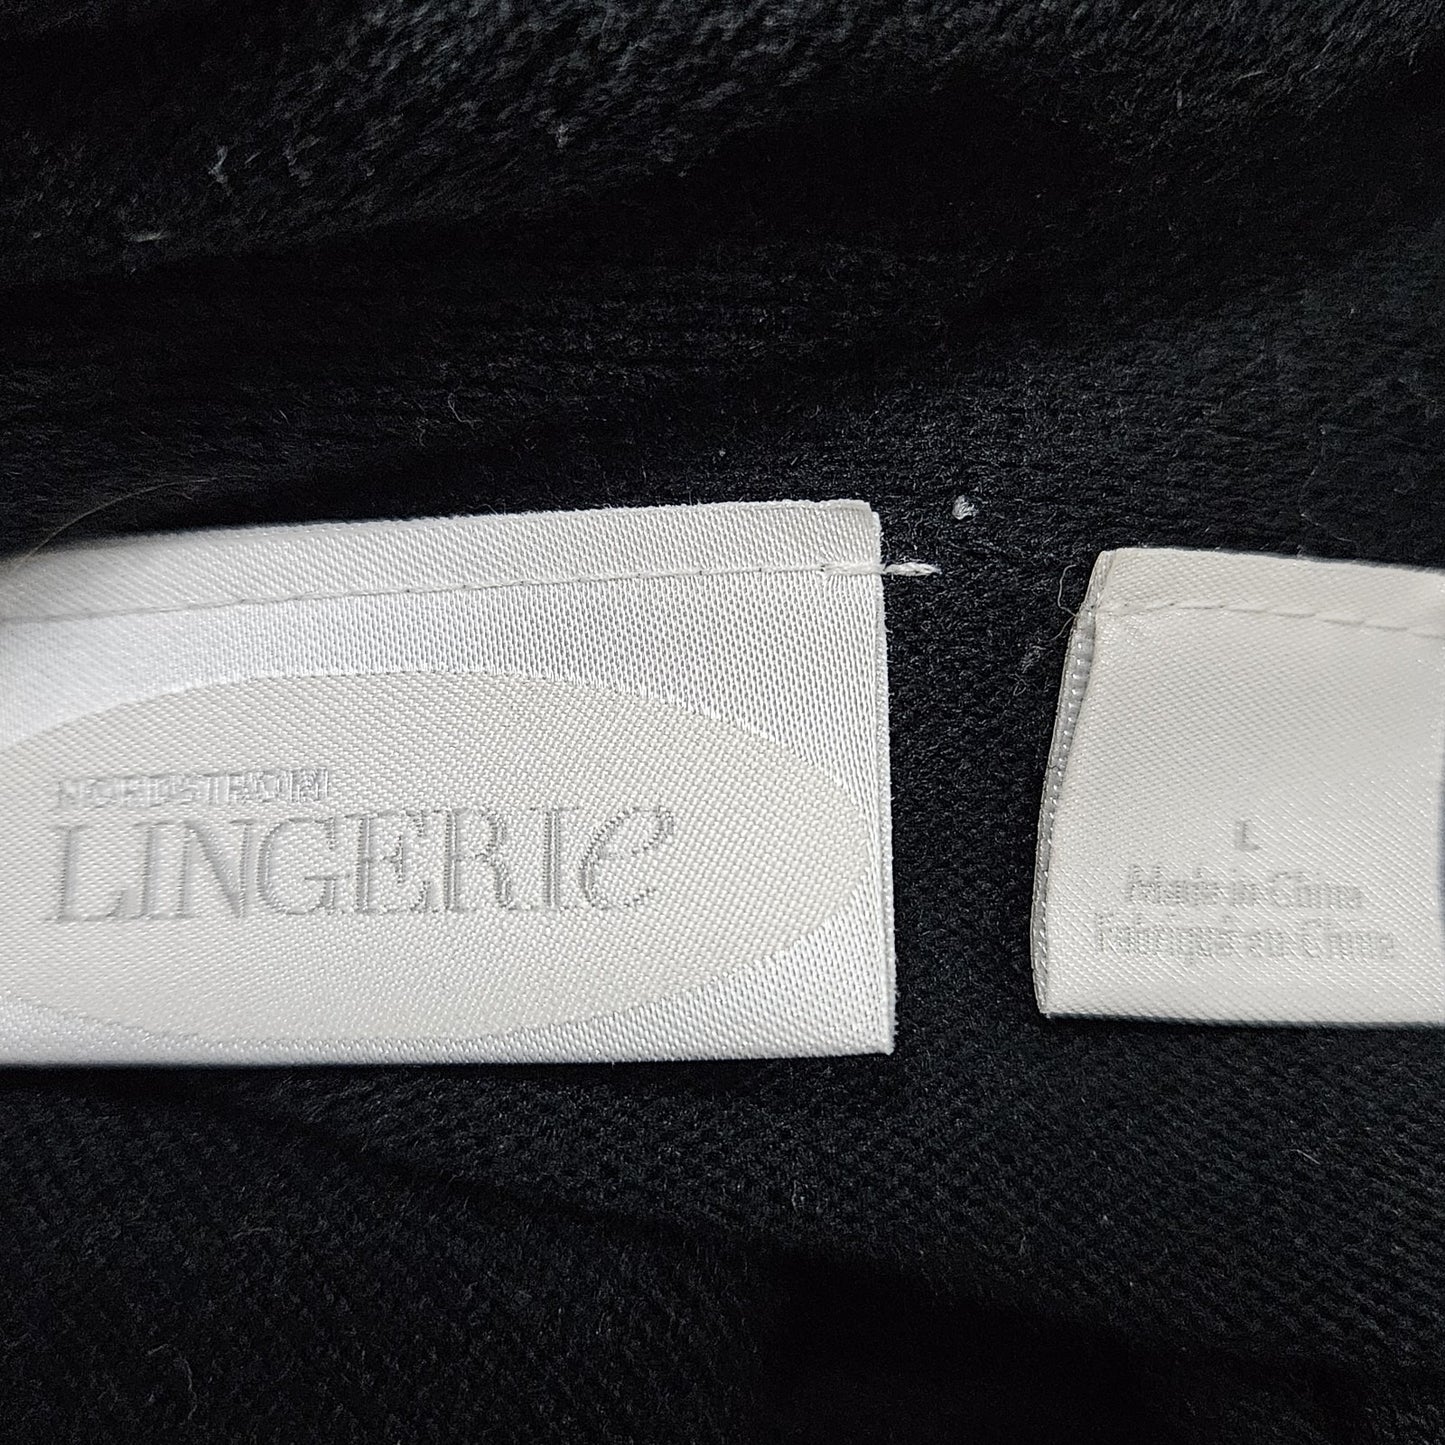 NORDSTROM
LINGERIe
L
Made in China
Fabriqué en Chine